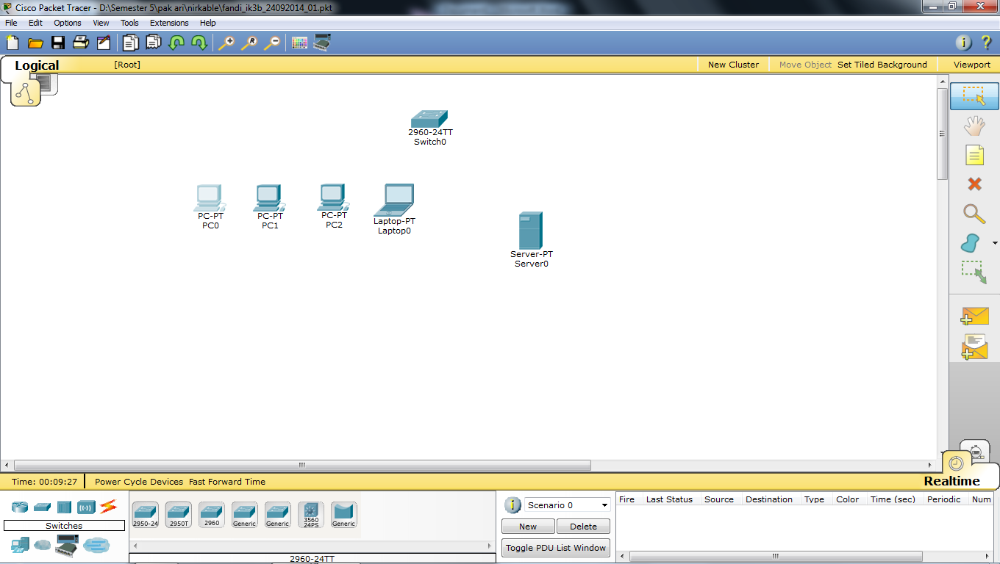 Cisco Packet Tracer - D:\Semester 5\pak ari\nirkable\fandi_ik3b_24092014_01.pkt
File Edit Options View Tools Extensions Help
Logical [Root] New Cluster Move Object Set Tiled Background Viewport
2960-24TT
Switch0
PC-PT
PC0
PC-PT
PC1
PC-PT
PC2
Laptop-PT
Laptop0
Server-PT
Server0
Time: 00:09:27 Power Cycle Devices Fast Forward Time
Realtime
Switches
2950-24 2950T 2960 Generic Generic 3560 24PS Generic
2960-24TT
Scenario 0
New Delete
Toggle PDU List Window
Fire Last Status Source Destination Type Color Time (sec) Periodic Num